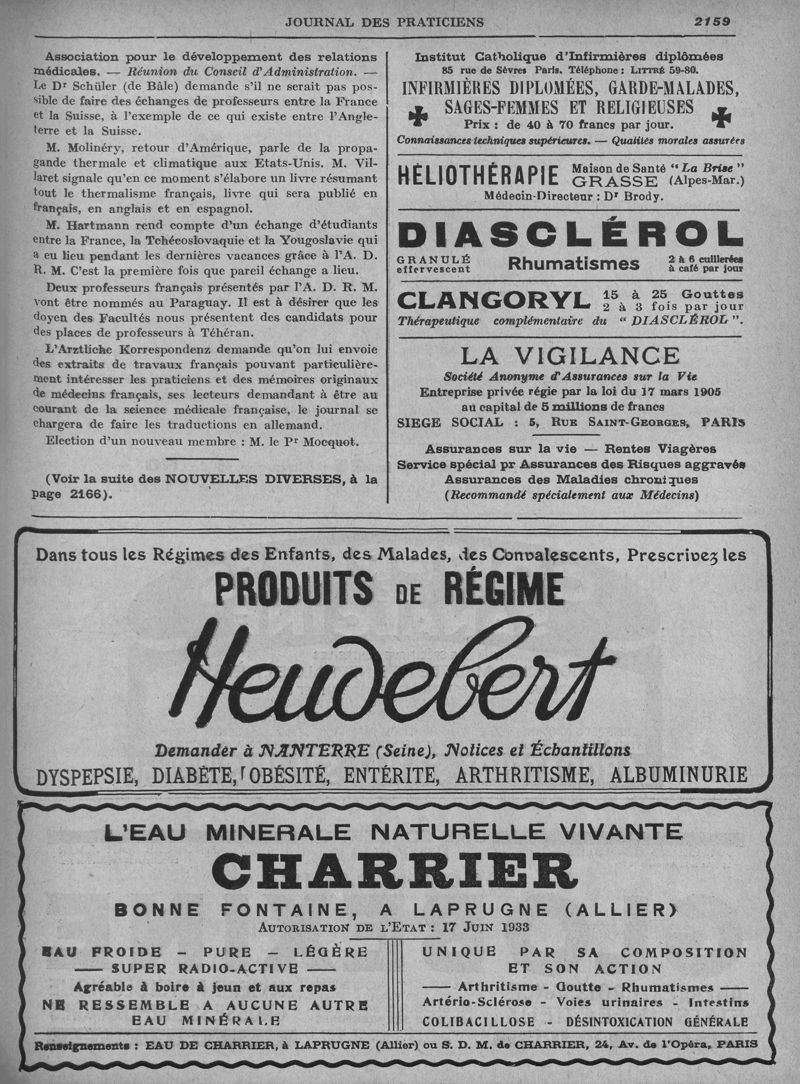 JOURNAL DES PRATICIENS 2159
Association pour le développement des relations
médicales. — Réunion du Conseil d'Administration. —
Le Dr Schüler (de Bâle) demande s'il ne serait pas pos-
sible de faire des échanges de professeurs entre la France
et la Suisse, à l'exemple de ce qui existe entre l'Angle-
terre et la Suisse.
M. Molinéry, retour d'Amérique, parle de la propa-
gande thermale et climatique aux Etats-Unis. M. Vil-
laret signale qu'en ce moment s'élabore un livre résumant
tout le thermalisme français, livre qui sera publié en
français, en anglais et en espagnol.
M. Hartmann rend compte d'un échange d'étudiants
entre la France, la Tchécoslovaquie et la Yougoslavie qui
a eu lieu pendant les dernières vacances grâce à l'A. D.
R. M. C'est la première fois que pareil échange a lieu.
Deux professeurs français présentés par l'A. D. R. M.
vont être nommés au Paraguay. Il est à désirer que les
doyen des Facultés nous présentent des candidats pour
des places de professeurs à Téhéran.
L'Arztliche Korrespondenz demande qu'on lui envoie
des extraits de travaux français pouvant particulière-
ment intéresser les praticiens et des mémoires originaux
de médecins français, ses lecteurs demandant à être au
courant de la science médicale française, le journal se
chargera de faire les traductions en allemand.
Election d'un nouveau membre : M. le Pr Mocquot.
(Voir la suite des NOUVELLES DIVERSES, à la
page 2166).
Institut Catholique d'Infirmières diplômées
85 rue de Sèvres Paris. Téléphone : LITTRÉ 59-80.
INFIRMIÈRES DIPLOMÉES, GARDE-MALADES,
SAGES-FEMMES ET RELIGIEUSES
Prix : de 40 à 70 francs par jour.
Connaissances techniques supérieures. — Qualités morales assurées
HÉLIOTHÉRAPIE Maison de Santé "La Brise"
GRASSE (Alpes-Mar.)
Médecin-Directeur : Dr Brody.
DIASCLÉROL
GRANULÉ effervescent Rhumatismes 2 à 6 cuillerées à café par jour
CLANGORYL 15 à 25 Gouttes
2 à 3 fois par jour
Thérapeutique complémentaire du "DIASCLÉROL".
LA VIGILANCE
Société Anonyme d'Assurances sur la Vie
Entreprise privée régie par la loi du 17 mars 1905
au capital de 5 millions de francs
SIEGE SOCIAL : 5, RUE SAINT-GEORGES, PARIS
Assurances sur la vie — Rentes Viagères
Service spécial pr Assurances des Risques aggravés
Assurances des Maladies chroniques
(Recommandé spécialement aux Médecins)
Dans tous les Régimes des Enfants, des Malades, des Convalescents, Prescrivez les
PRODUITS DE RÉGIME
Heudebert
Demander à NANTERRE (Seine), Notices et Échantillons
DYSPEPSIE, DIABÈTE, OBÉSITÉ, ENTÉRITE, ARTHRITISME, ALBUMINURIE
L'EAU MINERALE NATURELLE VIVANTE
CHARRIER
BONNE FONTAINE, A LAPRUGNE (ALLIER)
AUTORISATION DE L'ETAT : 17 JUIN 1933
EAU FROIDE - PURE - LÉGÈRE
— SUPER RADIO-ACTIVE —
Agréable à boire à jeun et aux repas
NE RESSEMBLE A AUCUNE AUTRE
EAU MINÉRALE
UNIQUE PAR SA COMPOSITION
ET SON ACTION
— Arthritisme - Goutte - Rhumatismes —
Artério-Sclérose - Voies urinaires - Intestins
COLIBACILLOSE - DÉSINTOXICATION GÉNÉRALE
Renseignements : EAU DE CHARRIER, à LAPRUGNE (Allier) ou S. D. M. de CHARRIER, 24, Av. de l'Opéra, PARIS